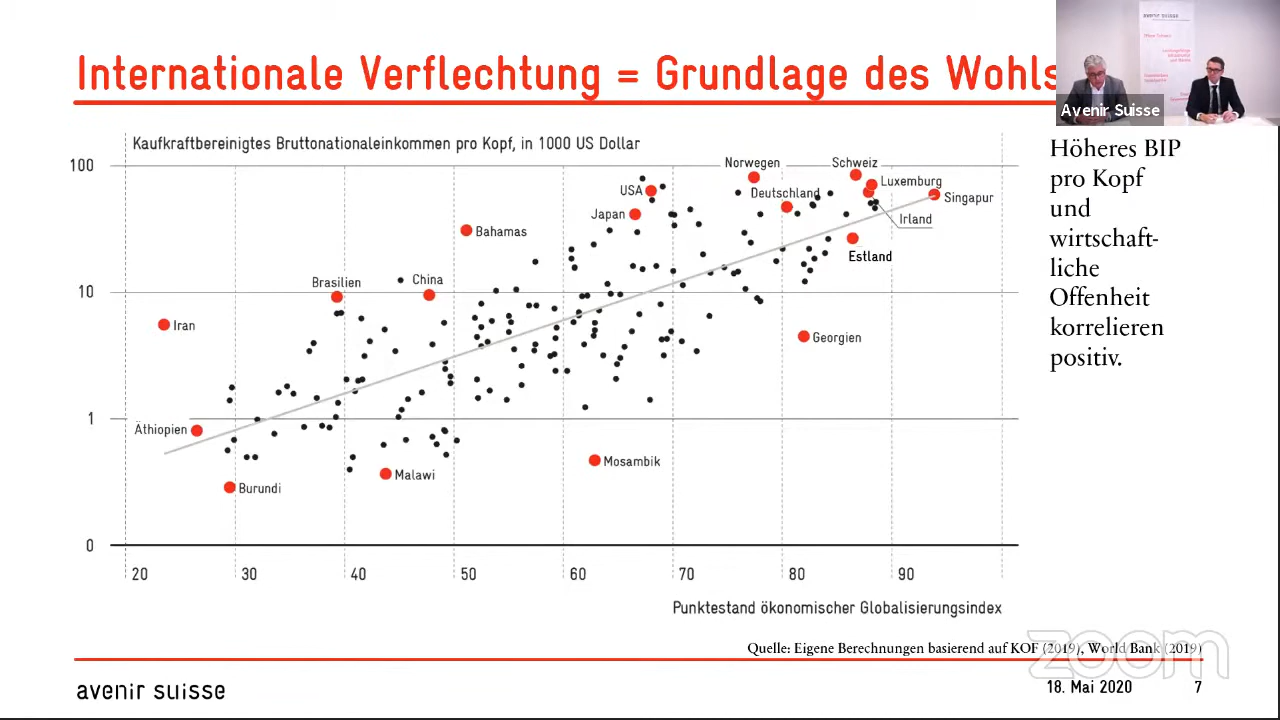 Internationale Verflechtung = Grundlage des Wohls
avenir suisse
Avenir Suisse
Kaufkraftbereinigtes Bruttonationaleinkommen pro Kopf, in 1000 US Dollar
100
10
1
0
Norwegen
Schweiz
USA
Deutschland
Luxemburg
Singapur
Japan
Irland
Bahamas
Estland
Brasilien
China
Iran
Georgien
Äthiopien
Mosambik
Malawi
Burundi
20 30 40 50 60 70 80 90
Punktestand ökonomischer Globalisierungsindex
Höheres BIP
pro Kopf
und
wirtschaft-
liche
Offenheit
korrelieren
positiv.
Quelle: Eigene Berechnungen basierend auf KOF (2019), World Bank (2019)
zoom
avenir suisse
18. Mai 2020 7